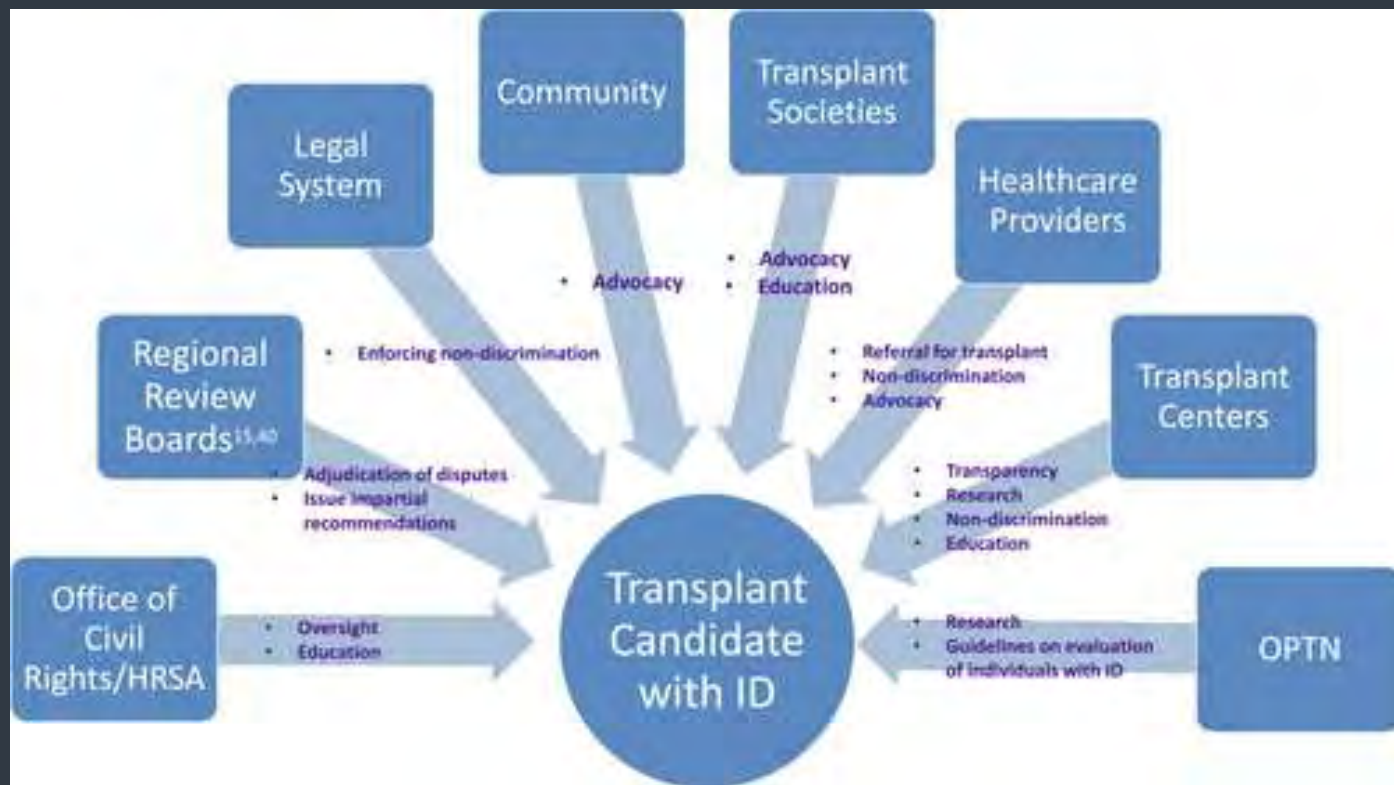 Community
Transplant
Societies
Legal
System
Healthcare
Providers
• Advocacy
• Advocacy
• Education
Regional
Review
Boards15,40
• Enforcing non-discrimination
• Referral for transplant
• Non-discrimination
• Advocacy
Transplant
Centers
• Adjudication of disputes
• Issue impartial
recommendations
• Transparency
• Research
• Non-discrimination
• Education
Office of
Civil
Rights/HRSA
• Oversight
• Education
Transplant
Candidate
with ID
• Research
• Guidelines on evaluation
of individuals with ID
OPTN